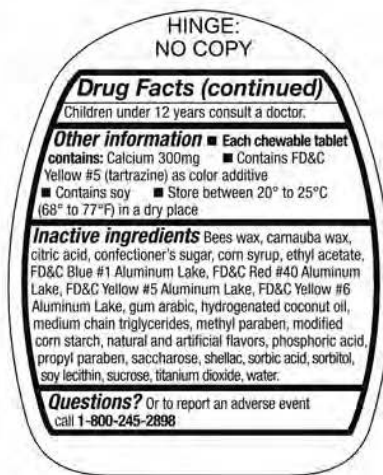 HINGE:
NO COPY
Drug Facts (continued)
Children under 12 years consult a doctor.
Other information ■ Each chewable tablet
contains: Calcium 300mg ■ Contains FD&C
Yellow #5 (tartrazine) as color additive
■ Contains soy ■ Store between 20° to 25°C
(68° to 77°F) in a dry place
Inactive ingredients Bees wax, carnauba wax,
citric acid, confectioner's sugar, corn syrup, ethyl acetate,
FD&C Blue #1 Aluminum Lake, FD&C Red #40 Aluminum
Lake, FD&C Yellow #5 Aluminum Lake, FD&C Yellow #6
Aluminum Lake, gum arabic, hydrogenated coconut oil,
medium chain triglycerides, methyl paraben, modified
corn starch, natural and artificial flavors, phosphoric acid,
propyl paraben, saccharose, shellac, sorbic acid, sorbitol,
soy lecithin, sucrose, titanium dioxide, water.
Questions? Or to report an adverse event
call 1-800-245-2898